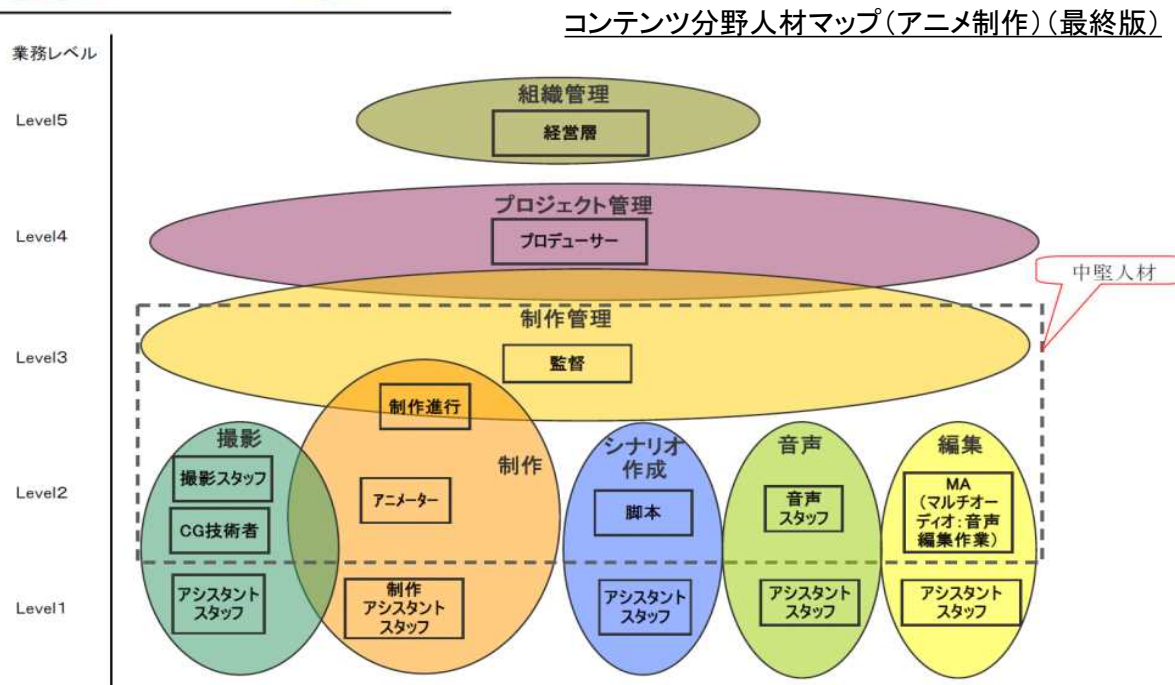 コンテンツ分野人材マップ(アニメ制作)(最終版)
業務レベル
Level5
組織管理
経営層
Level4
プロジェクト管理
プロデューサー
中堅人材
Level3
制作管理
監督
制作進行
Level2
撮影
撮影スタッフ
CG技術者
制作
アニメーター
シナリオ
作成
脚本
音声
音声
スタッフ
編集
MA
(マルチオー
ディオ:音声
編集作業)
Level1
アシスタント
スタッフ
制作
アシスタント
スタッフ
アシスタント
スタッフ
アシスタント
スタッフ
アシスタント
スタッフ